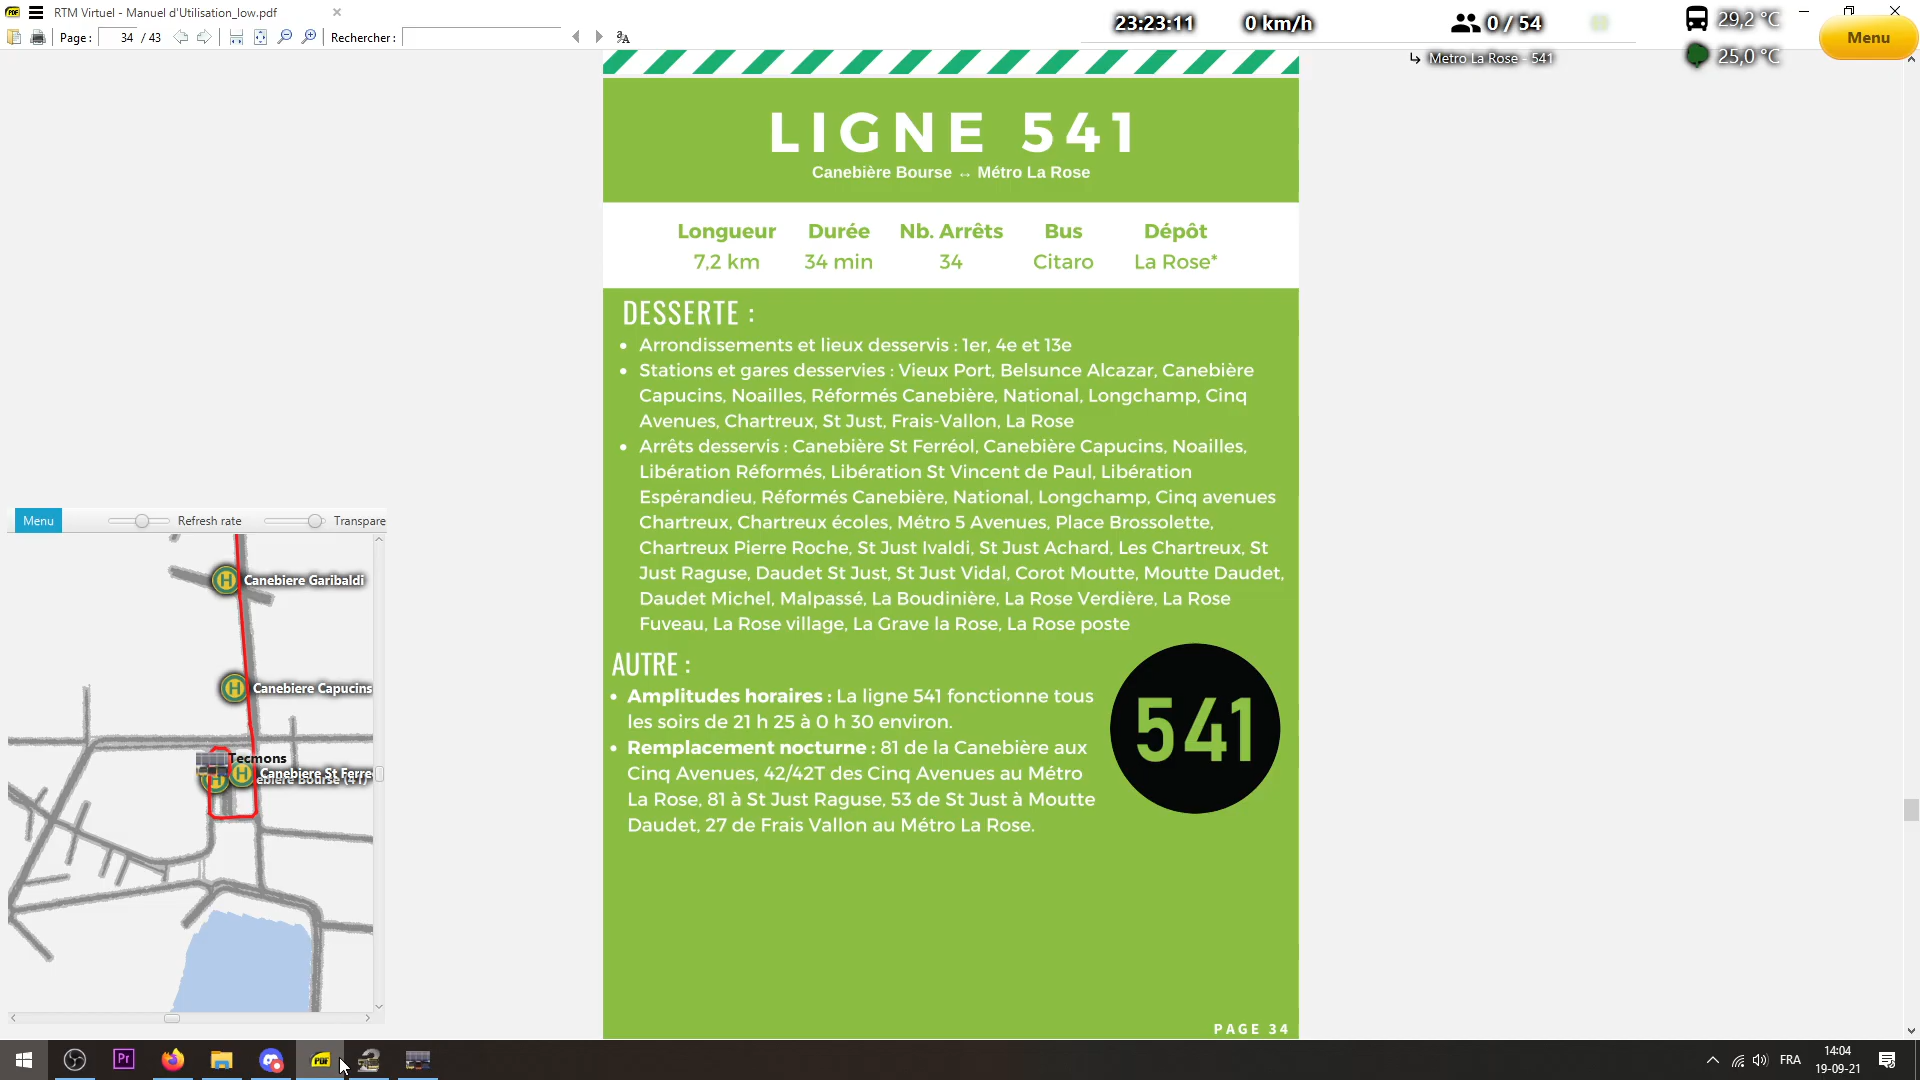 RTM Virtuel - Manuel d'Utilisation_low.pdf
Page : 34 / 43 Rechercher :
23:23:11 0 km/h 0 / 54 29,2 °C
Menu
Metro La Rose - 541 25,0 °C
LIGNE 541
Canebière Bourse ↔ Métro La Rose
Longueur Durée Nb. Arrêts Bus Dépôt
7,2 km 34 min 34 Citaro La Rose*
DESSERTE :
• Arrondissements et lieux desservis : 1er, 4e et 13e
• Stations et gares desservies : Vieux Port, Belsunce Alcazar, Canebière
Capucins, Noailles, Réformés Canebière, National, Longchamp, Cinq
Avenues, Chartreux, St Just, Frais-Vallon, La Rose
• Arrêts desservis : Canebière St Ferréol, Canebière Capucins, Noailles,
Libération Réformés, Libération St Vincent de Paul, Libération
Espérandieu, Réformés Canebière, National, Longchamp, Cinq avenues
Chartreux, Chartreux écoles, Métro 5 Avenues, Place Brossolette,
Chartreux Pierre Roche, St Just Ivaldi, St Just Achard, Les Chartreux, St
Just Raguse, Daudet St Just, St Just Vidal, Corot Moutte, Moutte Daudet,
Daudet Michel, Malpassé, La Boudinière, La Rose Verdière, La Rose
Fuveau, La Rose village, La Grave la Rose, La Rose poste
AUTRE :
• Amplitudes horaires : La ligne 541 fonctionne tous
les soirs de 21 h 25 à 0 h 30 environ.
• Remplacement nocturne : 81 de la Canebière aux
Cinq Avenues, 42/42T des Cinq Avenues au Métro
La Rose, 81 à St Just Raguse, 53 de St Just à Moutte
Daudet, 27 de Frais Vallon au Métro La Rose.
541
PAGE 34
Menu Refresh rate Transpare
H Canebiere Garibaldi
H Canebiere Capucins
Tecmons
H Canebiere St Ferre
H ebiere Bourse (41)
Pr PDF 2
FRA 14:04
19-09-21